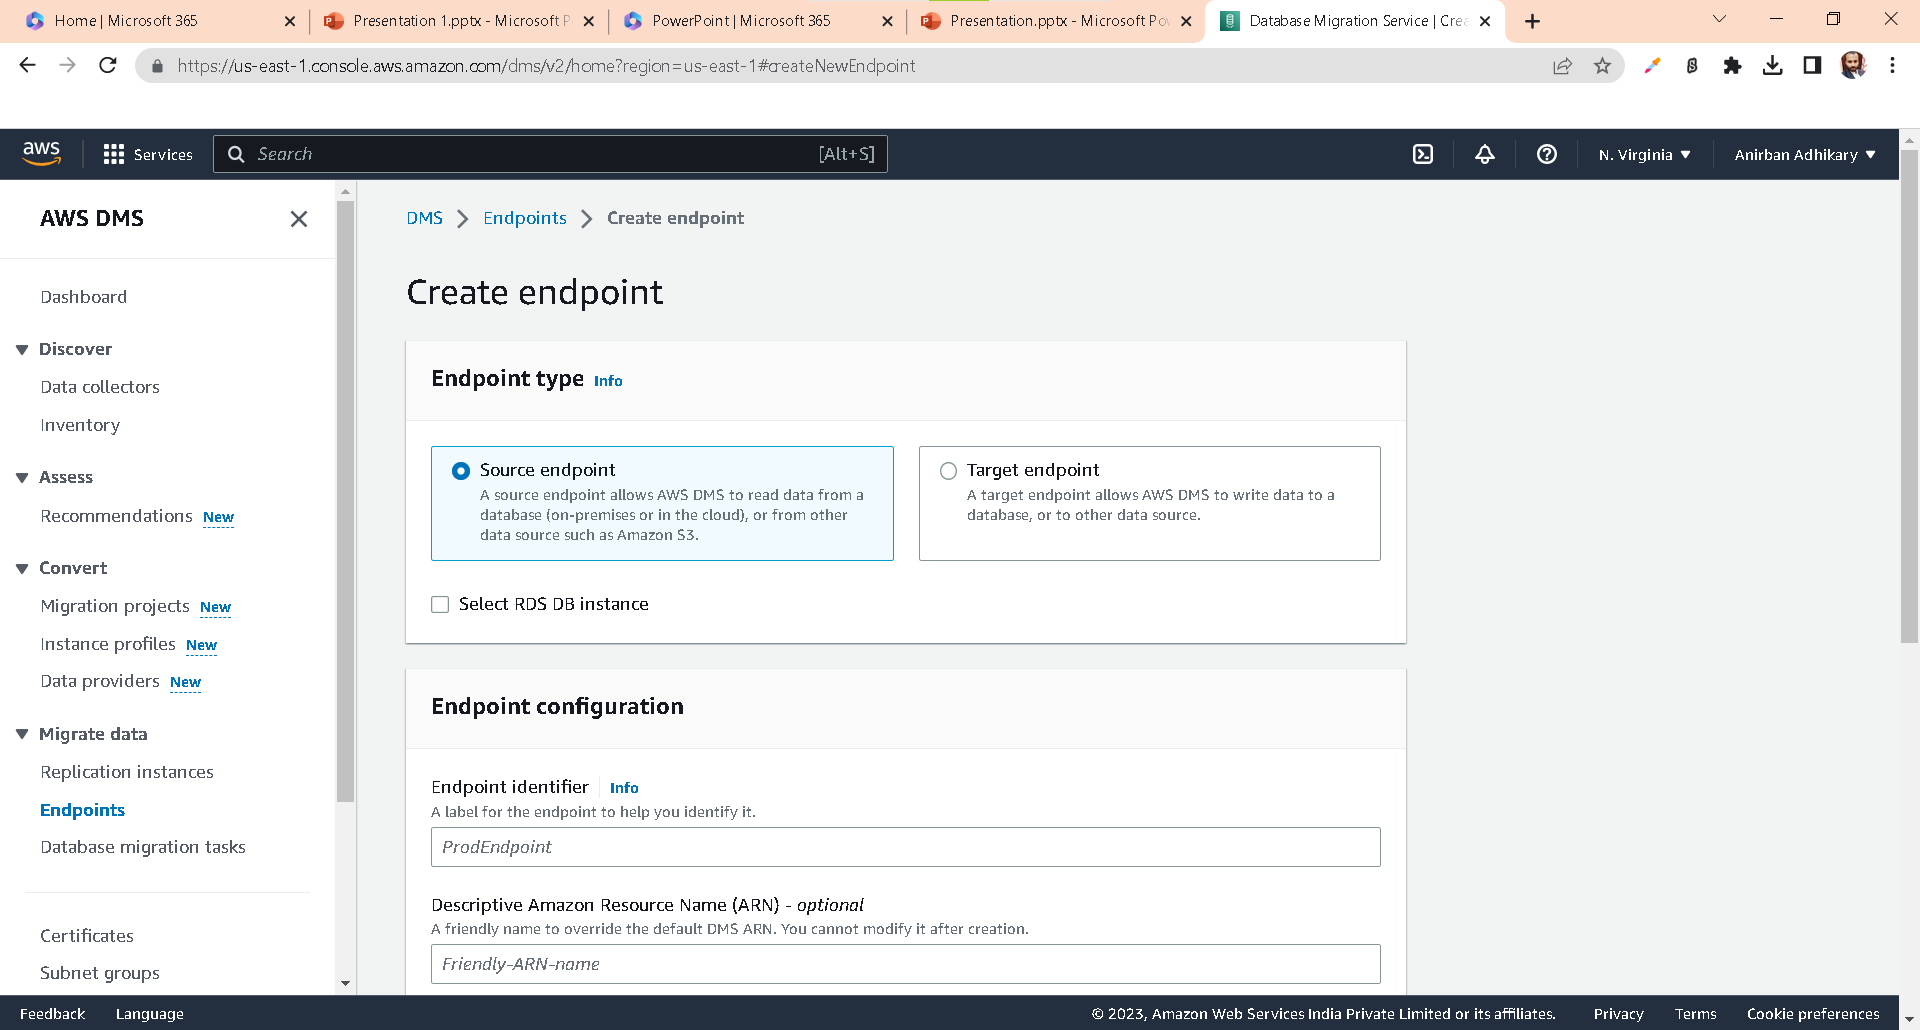 Home | Microsoft 365
Presentation 1.pptx - Microsoft P
PowerPoint | Microsoft 365
Presentation.pptx - Microsoft Po
Database Migration Service | Crea
https://us-east-1.console.aws.amazon.com/dms/v2/home?region=us-east-1#createNewEndpoint
aws
Services
Search
[Alt+S]
N. Virginia
Anirban Adhikary
AWS DMS
Dashboard
Discover
Data collectors
Inventory
Assess
Recommendations New
Convert
Migration projects New
Instance profiles New
Data providers New
Migrate data
Replication instances
Endpoints
Database migration tasks
Certificates
Subnet groups
DMS
Endpoints
Create endpoint
Create endpoint
Endpoint type Info
Source endpoint
A source endpoint allows AWS DMS to read data from a
database (on-premises or in the cloud), or from other
data source such as Amazon S3.
Target endpoint
A target endpoint allows AWS DMS to write data to a
database, or to other data source.
Select RDS DB instance
Endpoint configuration
Endpoint identifier Info
A label for the endpoint to help you identify it.
ProdEndpoint
Descriptive Amazon Resource Name (ARN) - optional
A friendly name to override the default DMS ARN. You cannot modify it after creation.
Friendly-ARN-name
Feedback
Language
© 2023, Amazon Web Services India Private Limited or its affiliates.
Privacy
Terms
Cookie preferences